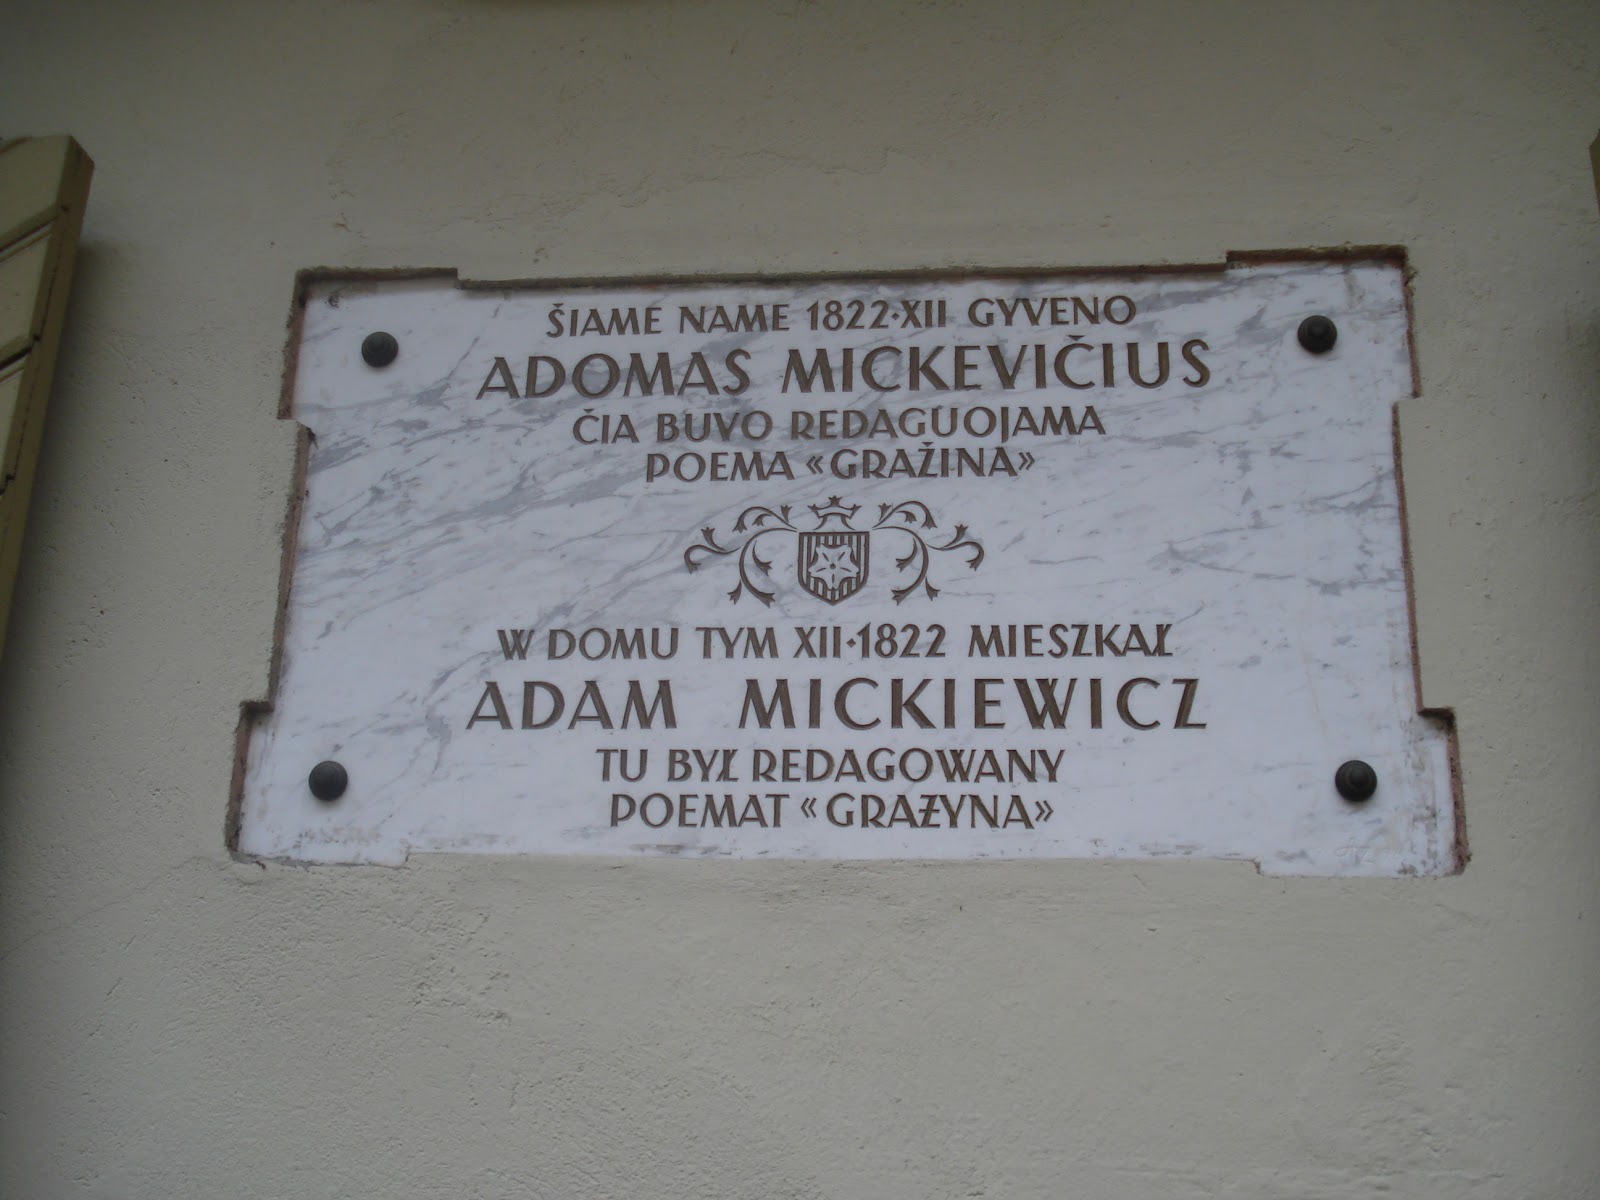 ŠIAME NAME 1822·XII GYVENO
ADOMAS MICKEVIČIUS
ČIA BUVO REDAGUOJAMA
POEMA «GRAŽINA»
W DOMU TYM XII·1822 MIESZKAŁ
ADAM MICKIEWICZ
TU BYŁ REDAGOWANY
POEMAT «GRAŻYNA»